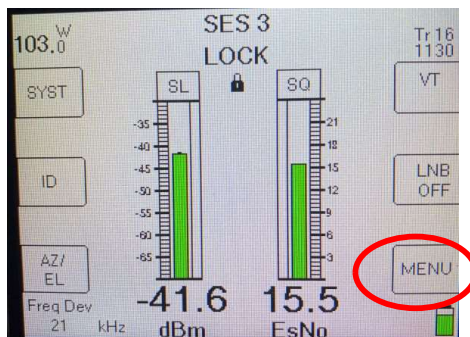 103.0 W
SES 3
LOCK
Tr 16
1130
SYST
SL
SQ
VT
-35
-40
-45
-50
-55
-60
-65
21
18
15
12
9
6
3
ID
LNB
OFF
AZ/
EL
MENU
Freq Dev
21 kHz
-41.6
dBm
15.5
EsNo